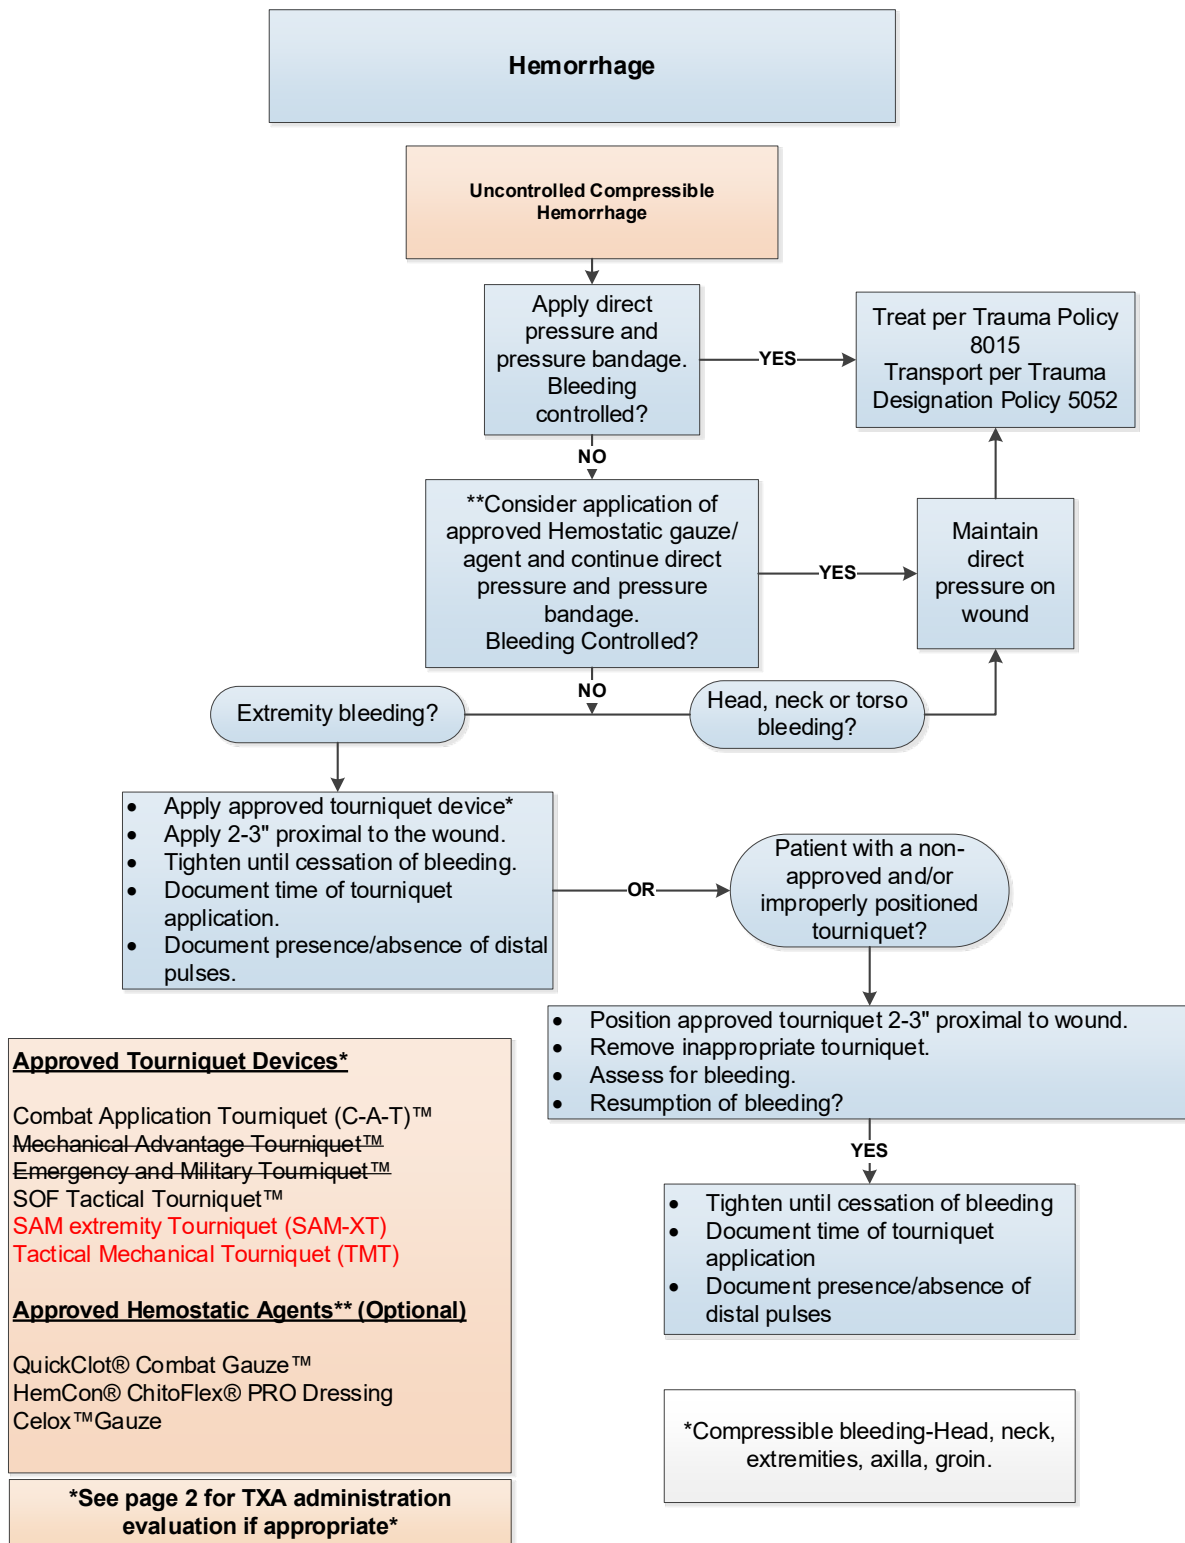 Hemorrhage
Uncontrolled Compressible
Hemorrhage
Apply direct
pressure and
pressure bandage.
Bleeding
controlled?
YES
Treat per Trauma Policy
8015
Transport per Trauma
Designation Policy 5052
NO
**Consider application of
approved Hemostatic gauze/
agent and continue direct
pressure and pressure
bandage.
Bleeding Controlled?
YES
Maintain
direct
pressure on
wound
NO
Extremity bleeding?
Head, neck or torso
bleeding?
• Apply approved tourniquet device*
• Apply 2-3" proximal to the wound.
• Tighten until cessation of bleeding.
• Document time of tourniquet
application.
• Document presence/absence of distal
pulses.
OR
Patient with a non-
approved and/or
improperly positioned
tourniquet?
• Position approved tourniquet 2-3" proximal to wound.
• Remove inappropriate tourniquet.
• Assess for bleeding.
• Resumption of bleeding?
YES
• Tighten until cessation of bleeding
• Document time of tourniquet
application
• Document presence/absence of
distal pulses
Approved Tourniquet Devices*
Combat Application Tourniquet (C-A-T)™
Mechanical Advantage Tourniquet™
Emergency and Military Tourniquet™
SOF Tactical Tourniquet™
SAM extremity Tourniquet (SAM-XT)
Tactical Mechanical Tourniquet (TMT)
Approved Hemostatic Agents** (Optional)
QuickClot® Combat Gauze™
HemCon® ChitoFlex® PRO Dressing
Celox™Gauze
*See page 2 for TXA administration
evaluation if appropriate*
*Compressible bleeding-Head, neck,
extremities, axilla, groin.